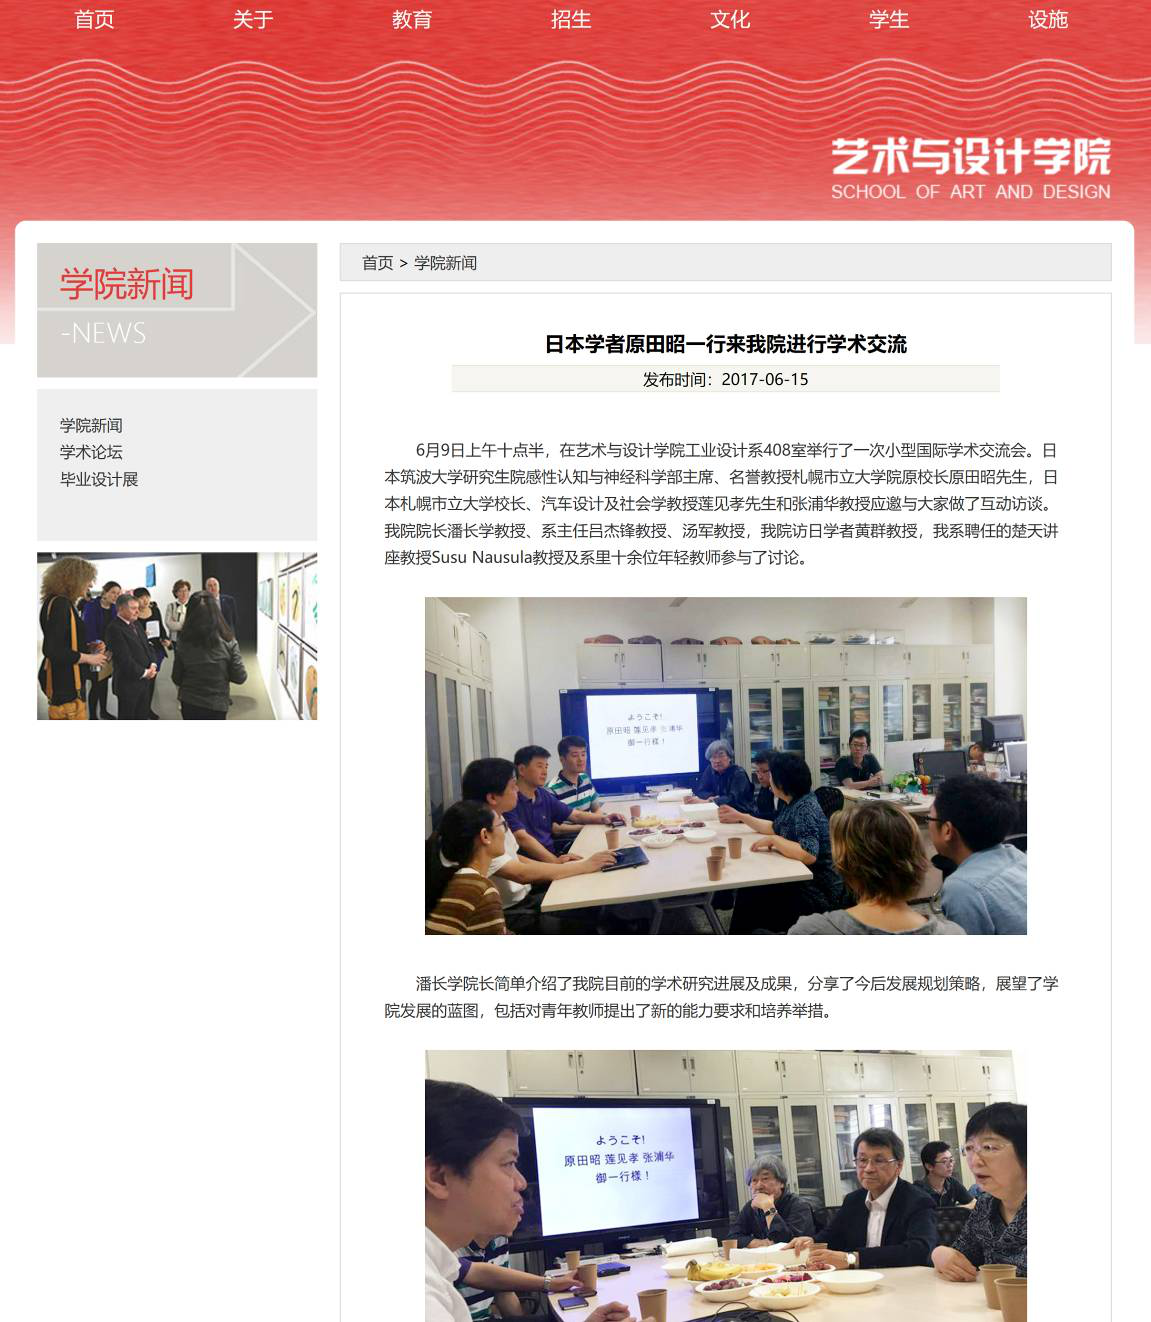 首页 关于 教育 招生 文化 学生 设施
艺术与设计学院
SCHOOL OF ART AND DESIGN
学院新闻
-NEWS
学院新闻
学术论坛
毕业设计展
首页 > 学院新闻
日本学者原田昭一行来我院进行学术交流
发布时间：2017-06-15
6月9日上午十点半，在艺术与设计学院工业设计系408室举行了一次小型国际学术交流会。日
本筑波大学研究生院感性认知与神经科学部主席、名誉教授札幌市立大学院原校长原田昭先生，日
本札幌市立大学校长、汽车设计及社会学教授莲见孝先生和张浦华教授应邀与大家做了互动访谈。
我院院长潘长学教授、系主任吕杰锋教授、汤军教授，我院访日学者黄群教授，我系聘任的楚天讲
座教授Susu Nausula教授及系里十余位年轻教师参与了讨论。
ようこそ!
原田昭 莲见孝 张浦华
御一行様！
潘长学院长简单介绍了我院目前的学术研究进展及成果，分享了今后发展规划策略，展望了学
院发展的蓝图，包括对青年教师提出了新的能力要求和培养举措。
ようこそ!
原田昭 莲见孝 张浦华
御一行様！